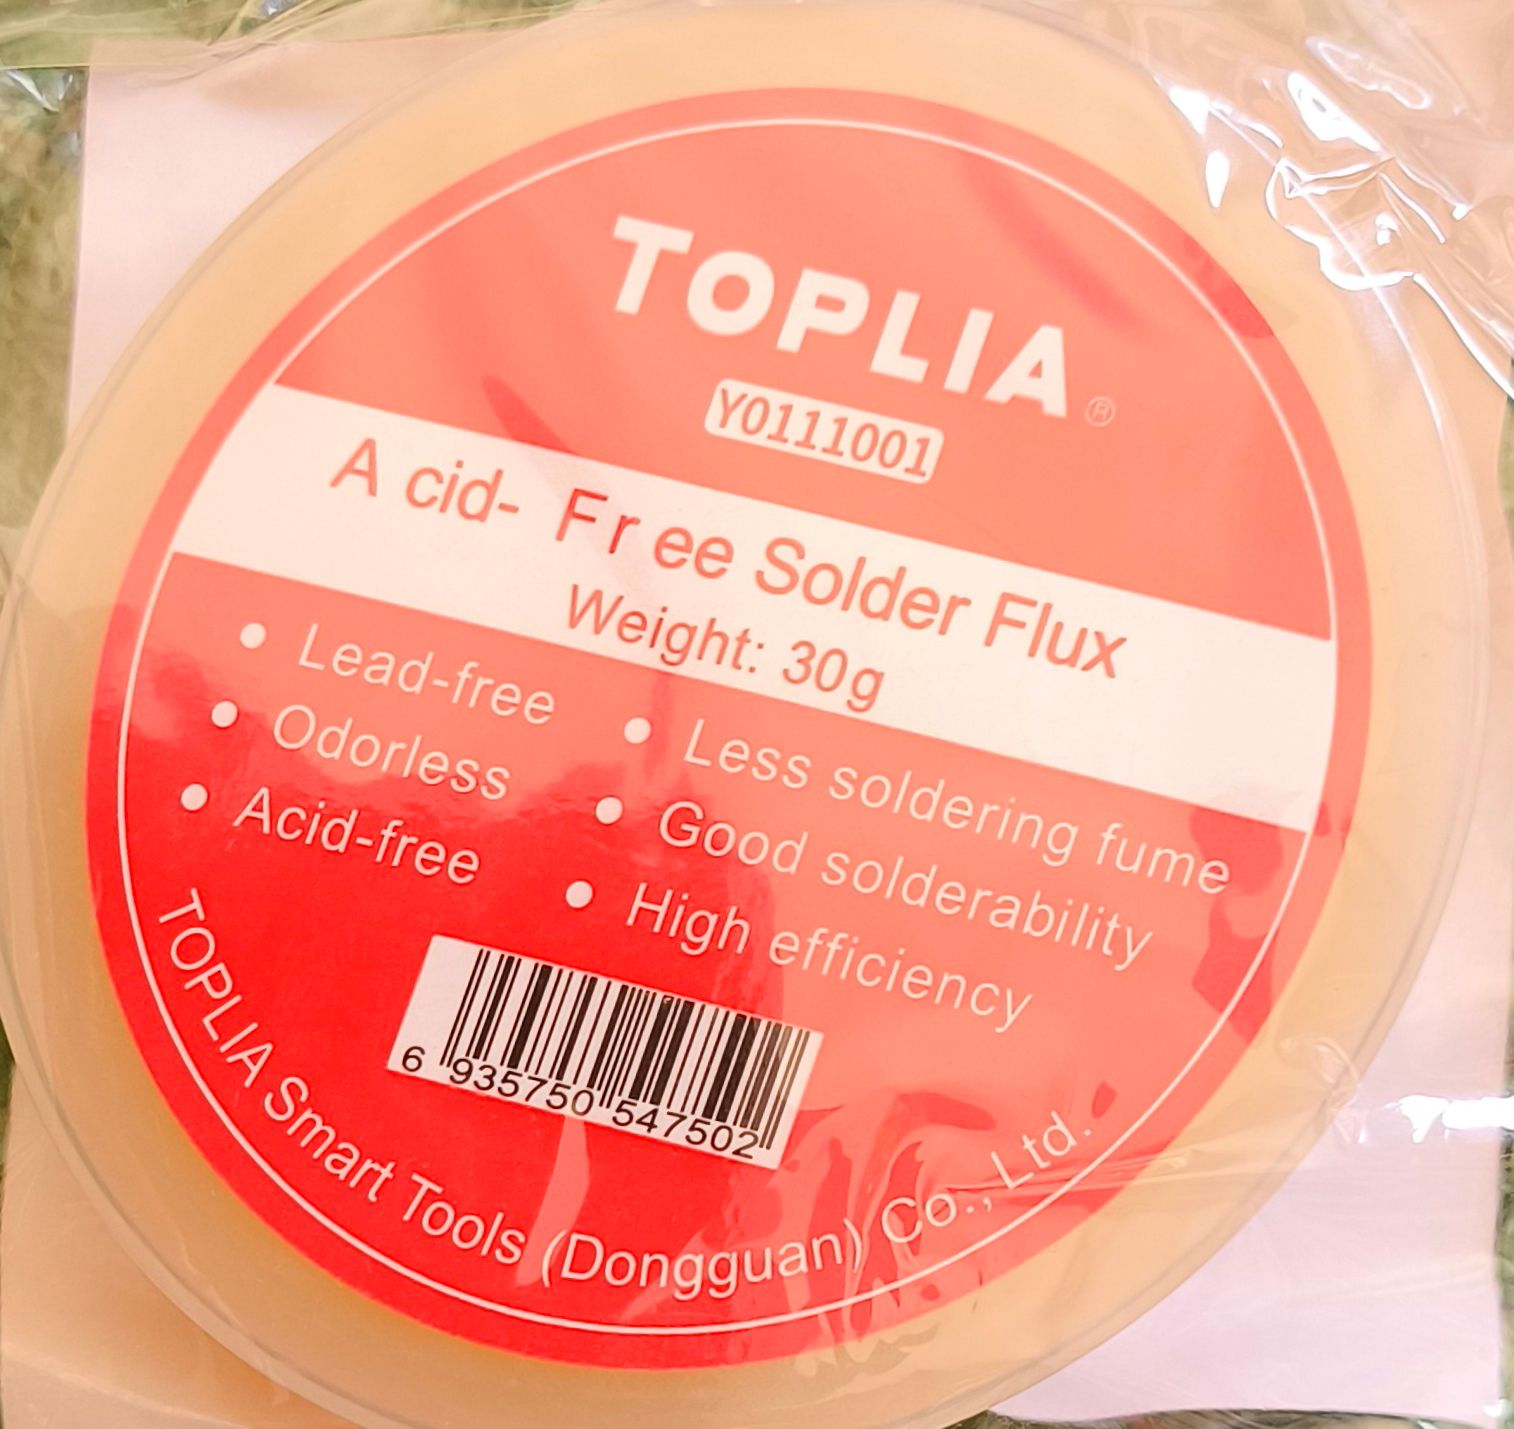 TOPLIA®
Y0111001
A cid- Fr ee Solder Flux
Weight: 30g
• Lead-free
• Odorless
• Acid-free
• Less soldering fume
• Good solderability
• High efficiency
6 935750 547502
TOPLIA Smart Tools (Dongguan) Co., Ltd.